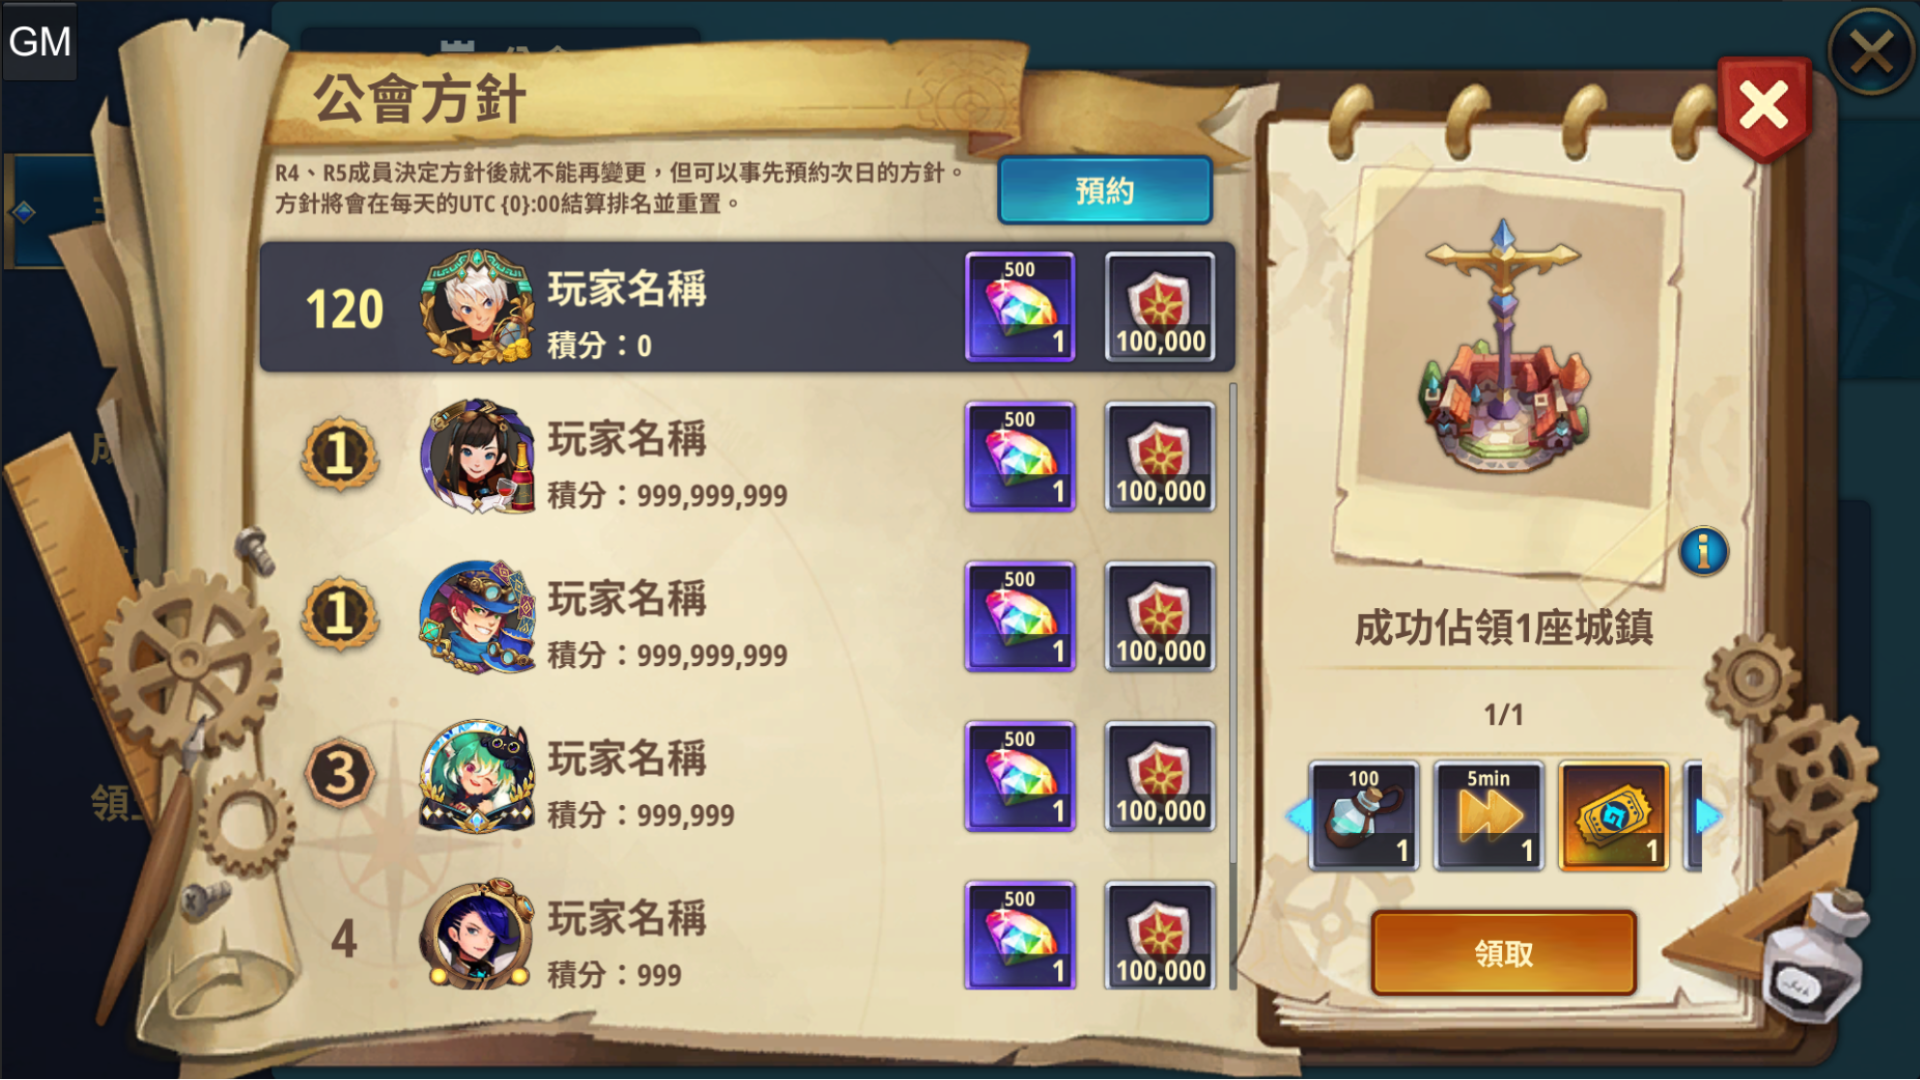 GM
公會方針
R4、R5成員決定方針後就不能再變更，但可以事先預約次日的方針。
方針將會在每天的UTC {0}:00結算排名並重置。
預約
120
玩家名稱
積分：0
500
1
100,000
1
玩家名稱
積分：999,999,999
500
1
100,000
1
玩家名稱
積分：999,999,999
500
1
100,000
3
玩家名稱
積分：999,999
500
1
100,000
4
玩家名稱
積分：999
500
1
100,000
成功佔領1座城鎮
1/1
100
1
5min
1
1
領取